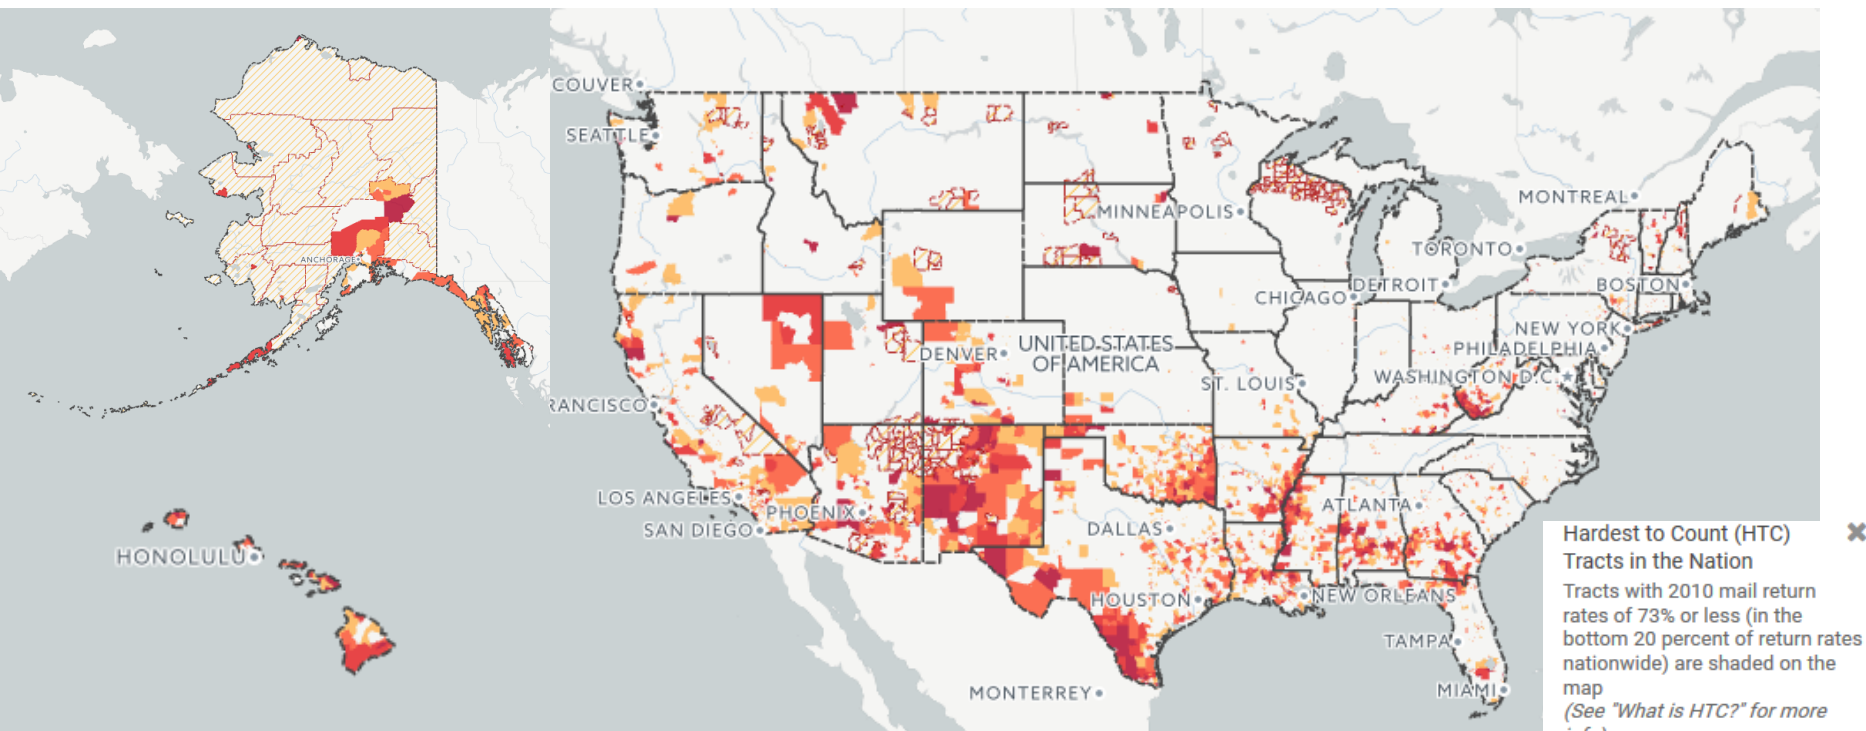 ANCHORAGE
HONOLULU
COUVER
SEATTLE
MINNEAPOLIS
MONTREAL
TORONTO
DETROIT
CHICAGO
BOSTON
NEW YORK
PHILADELPHIA
UNITED STATES
OF AMERICA
DENVER
WASHINGTON D.C.
ST. LOUIS
RANCISCO
LOS ANGELES
PHOENIX
SAN DIEGO
ATLANTA
DALLAS
HOUSTON
NEW ORLEANS
TAMPA
MIAMI
MONTERREY
Hardest to Count (HTC)
Tracts in the Nation
Tracts with 2010 mail return
rates of 73% or less (in the
bottom 20 percent of return rates
nationwide) are shaded on the
map
(See "What is HTC?" for more